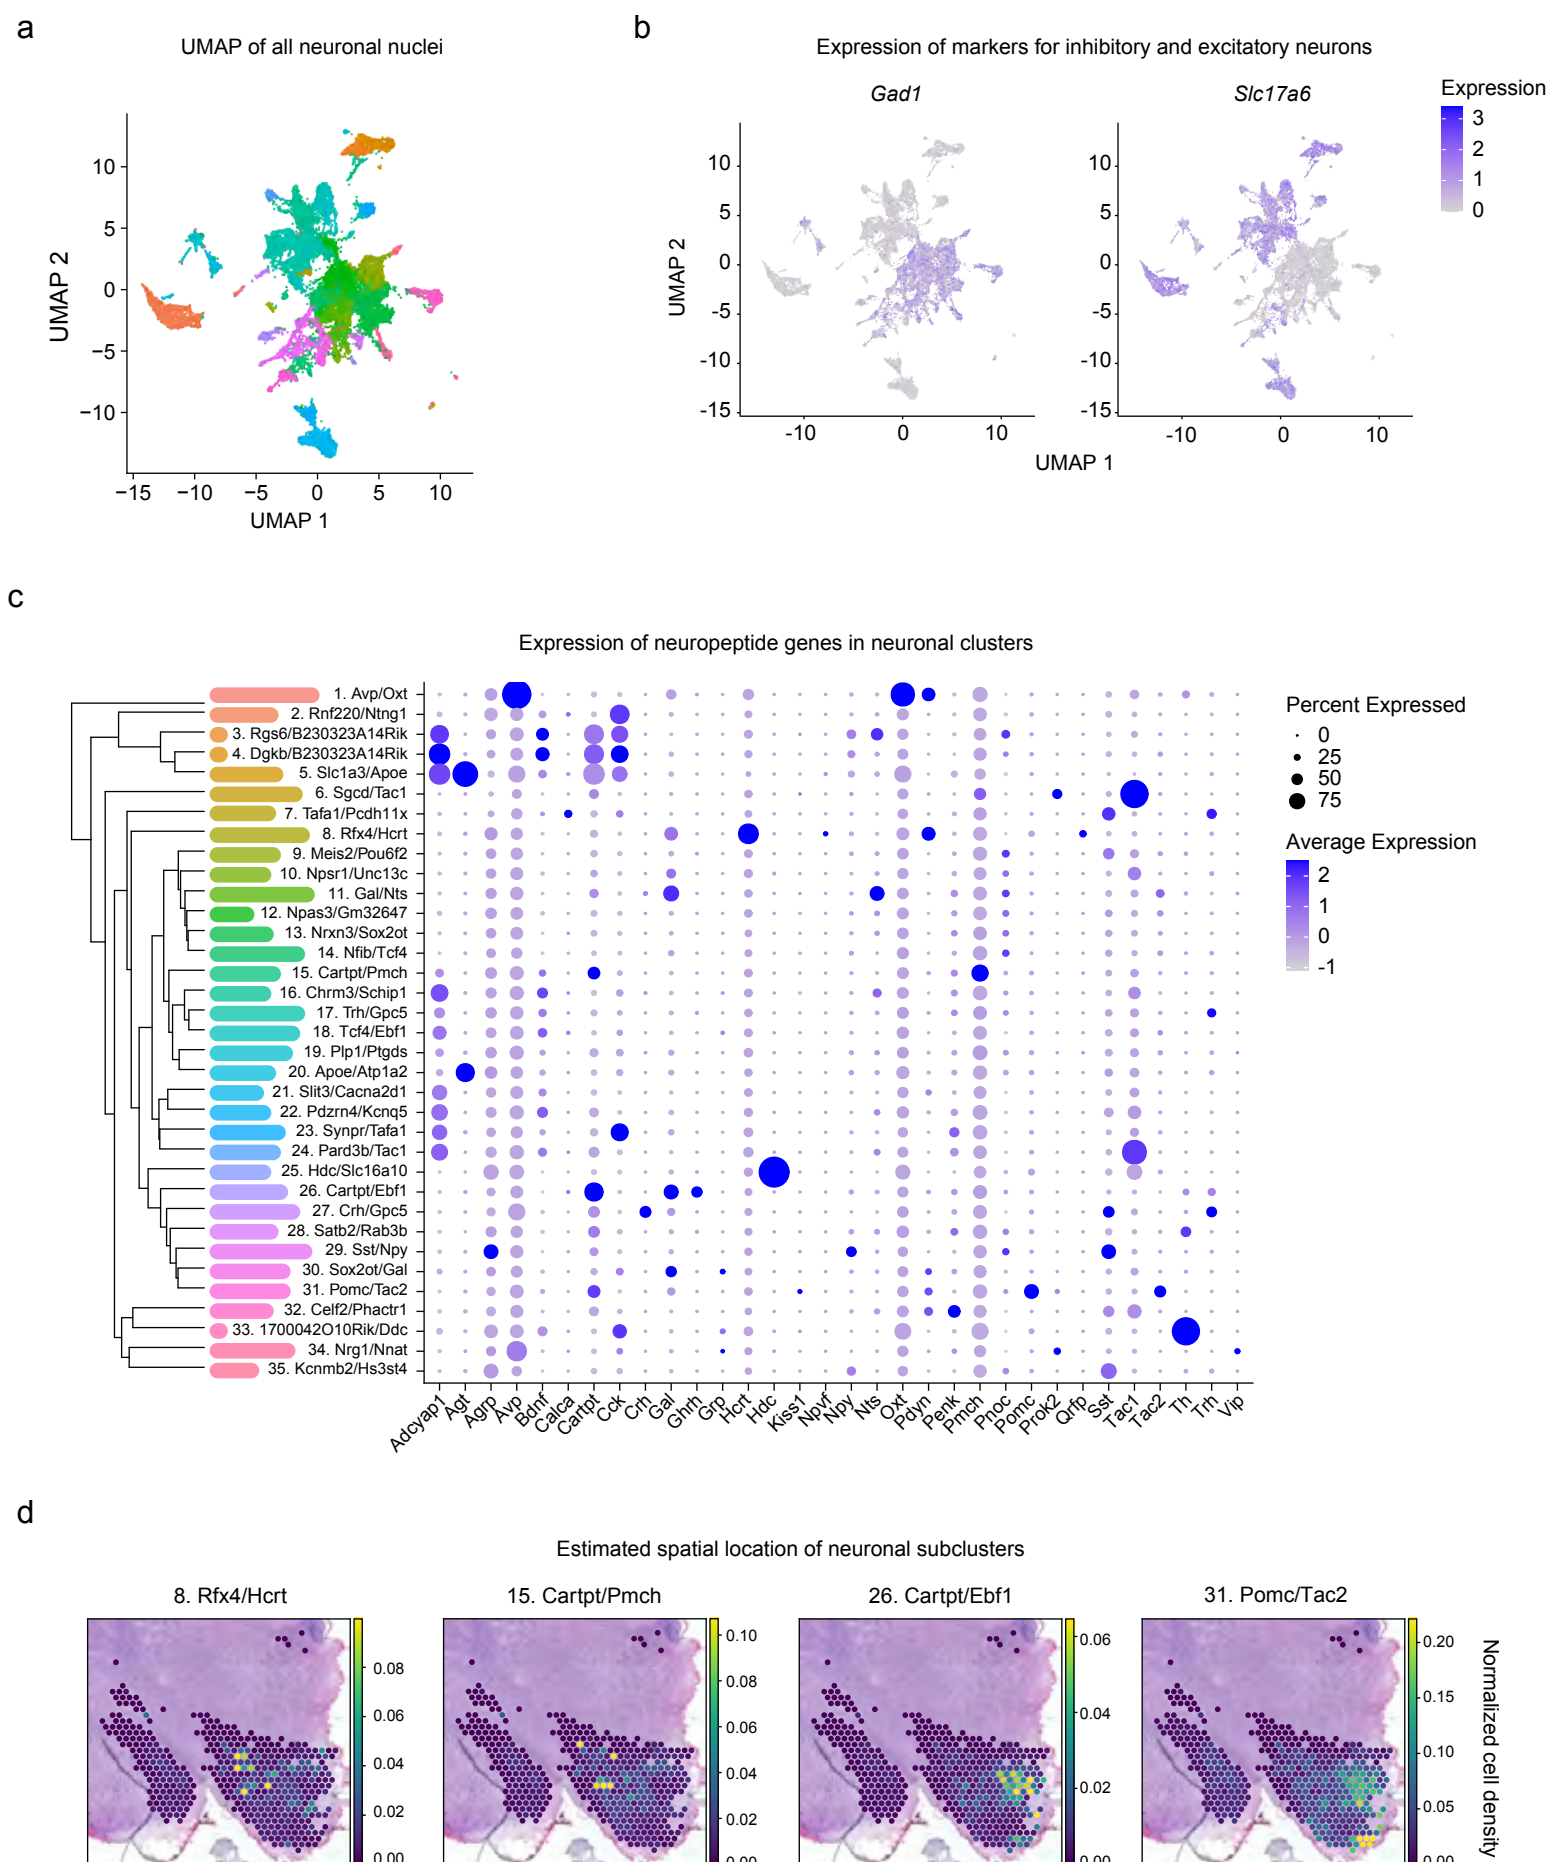 a
UMAP of all neuronal nuclei
10
5
0
−5
−10
UMAP 2
−15 −10 −5 0 5 10
UMAP 1
b
Expression of markers for inhibitory and excitatory neurons
Gad1
Slc17a6
Expression
3
2
1
0
10
5
0
-5
-10
-15
UMAP 2
-10 0 10
10
5
0
-5
-10
-15
-10 0 10
UMAP 1
c
Expression of neuropeptide genes in neuronal clusters
1. Avp/Oxt
2. Rnf220/Ntng1
3. Rgs6/B230323A14Rik
4. Dgkb/B230323A14Rik
5. Slc1a3/Apoe
6. Sgcd/Tac1
7. Tafa1/Pcdh11x
8. Rfx4/Hcrt
9. Meis2/Pou6f2
10. Npsr1/Unc13c
11. Gal/Nts
12. Npas3/Gm32647
13. Nrxn3/Sox2ot
14. Nfib/Tcf4
15. Cartpt/Pmch
16. Chrm3/Schip1
17. Trh/Gpc5
18. Tcf4/Ebf1
19. Plp1/Ptgds
20. Apoe/Atp1a2
21. Slit3/Cacna2d1
22. Pdzrn4/Kcnq5
23. Synpr/Tafa1
24. Pard3b/Tac1
25. Hdc/Slc16a10
26. Cartpt/Ebf1
27. Crh/Gpc5
28. Satb2/Rab3b
29. Sst/Npy
30. Sox2ot/Gal
31. Pomc/Tac2
32. Celf2/Phactr1
33. 1700042O10Rik/Ddc
34. Nrg1/Nnat
35. Kcnmb2/Hs3st4
Adcyap1 Agt Agrp Avp Bdnf Calca Cartpt Cck Crh Gal Ghrh Grp Hcrt Hdc Kiss1 Npvf Npy Nts Oxt Pdyn Penk Pmch Pnoc Pomc Prok2 Qrfp Sst Tac1 Tac2 Th Trh Vip
Percent Expressed
0
25
50
75
Average Expression
2
1
0
-1
d
Estimated spatial location of neuronal subclusters
8. Rfx4/Hcrt
0.08
0.06
0.04
0.02
0.00
15. Cartpt/Pmch
0.10
0.08
0.06
0.04
0.02
0.00
26. Cartpt/Ebf1
0.06
0.04
0.02
0.00
31. Pomc/Tac2
0.20
0.15
0.10
0.05
0.00
Normalized cell density